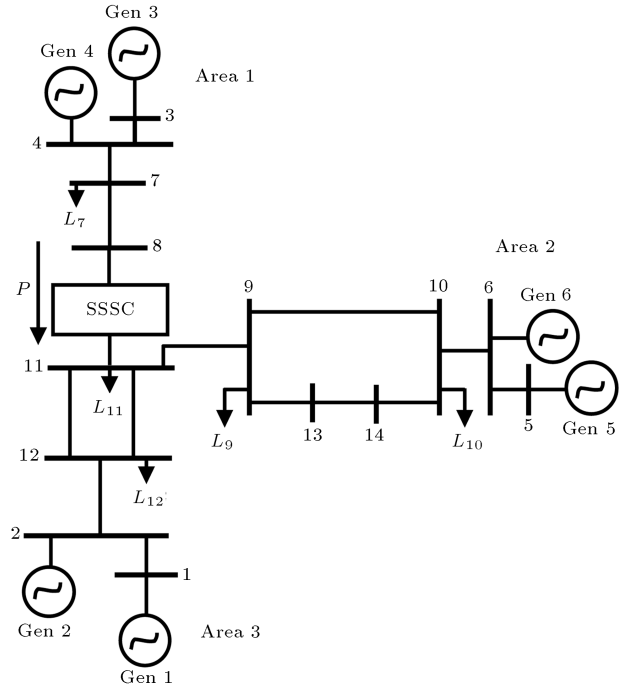 Gen 3
Gen 4
Area 1
3
4
7
L7
8
Area 2
P
9
10
6
Gen 6
SSSC
11
L11
L9
13
14
L10
5
Gen 5
12
L12
2
1
Gen 2
Area 3
Gen 1